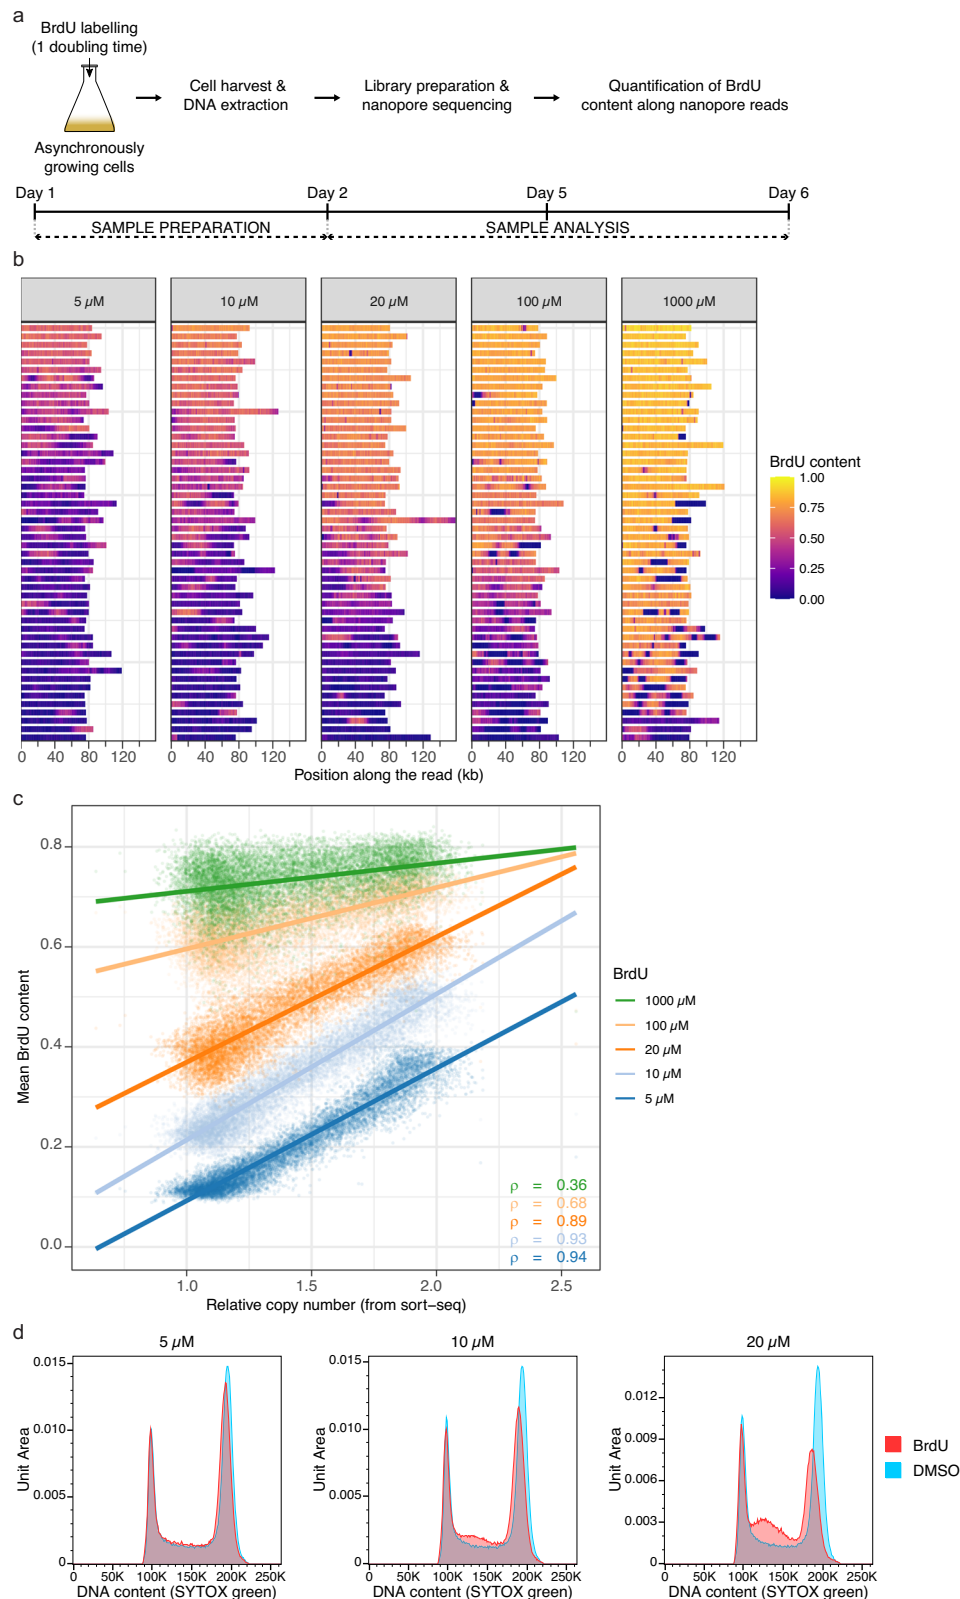 a
BrdU labelling
(1 doubling time)
Asynchronously
growing cells
Cell harvest &
DNA extraction
Library preparation &
nanopore sequencing
Quantification of BrdU
content along nanopore reads
Day 1
Day 2
Day 5
Day 6
SAMPLE PREPARATION
SAMPLE ANALYSIS
b
5 µM
10 µM
20 µM
100 µM
1000 µM
0 40 80 120
0 40 80 120
0 40 80 120
0 40 80 120
0 40 80 120
Position along the read (kb)
BrdU content
1.00
0.75
0.50
0.25
0.00
c
Mean BrdU content
0.8
0.6
0.4
0.2
0.0
1.0 1.5 2.0 2.5
Relative copy number (from sort-seq)
ρ = 0.36
ρ = 0.68
ρ = 0.89
ρ = 0.93
ρ = 0.94
BrdU
1000 µM
100 µM
20 µM
10 µM
5 µM
d
5 µM
Unit Area
0.015
0.010
0.005
0
0 50K 100K 150K 200K 250K
DNA content (SYTOX green)
10 µM
Unit Area
0.015
0.010
0.005
0
0 50K 100K 150K 200K 250K
DNA content (SYTOX green)
20 µM
Unit Area
0.012
0.009
0.006
0.003
0
0 50K 100K 150K 200K 250K
DNA content (SYTOX green)
BrdU
DMSO